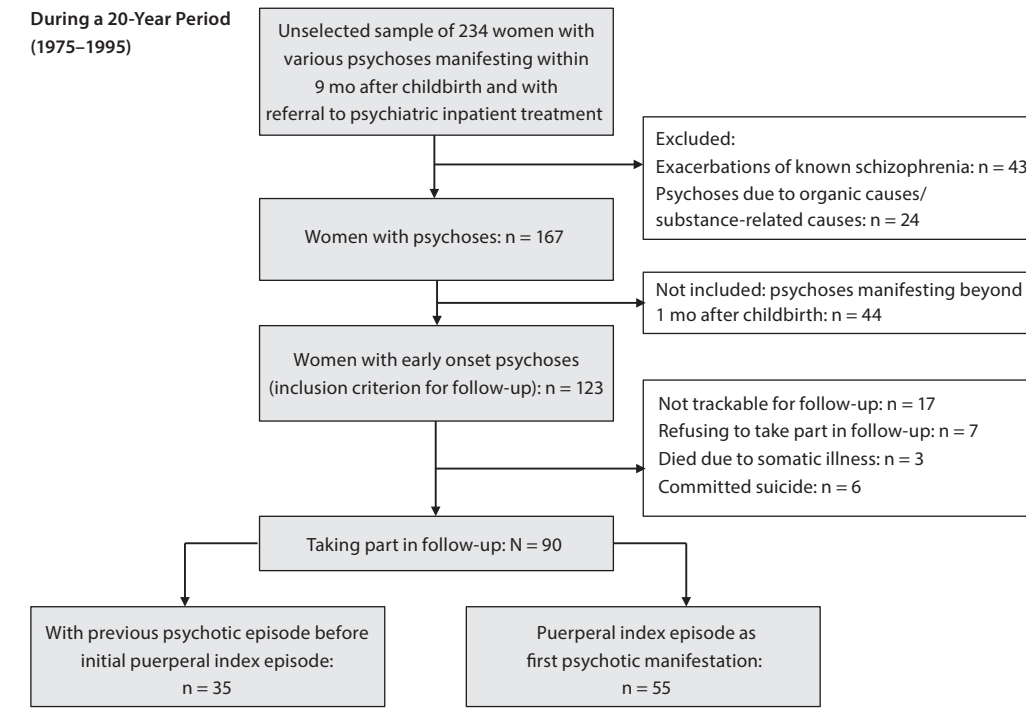 During a 20-Year Period
(1975–1995)
Unselected sample of 234 women with
various psychoses manifesting within
9 mo after childbirth and with
referral to psychiatric inpatient treatment
Excluded:
Exacerbations of known schizophrenia: n = 43
Psychoses due to organic causes/
substance-related causes: n = 24
Women with psychoses: n = 167
Not included: psychoses manifesting beyond
1 mo after childbirth: n = 44
Women with early onset psychoses
(inclusion criterion for follow-up): n = 123
Not trackable for follow-up: n = 17
Refusing to take part in follow-up: n = 7
Died due to somatic illness: n = 3
Committed suicide: n = 6
Taking part in follow-up: N = 90
With previous psychotic episode before
initial puerperal index episode:
n = 35
Puerperal index episode as
first psychotic manifestation:
n = 55